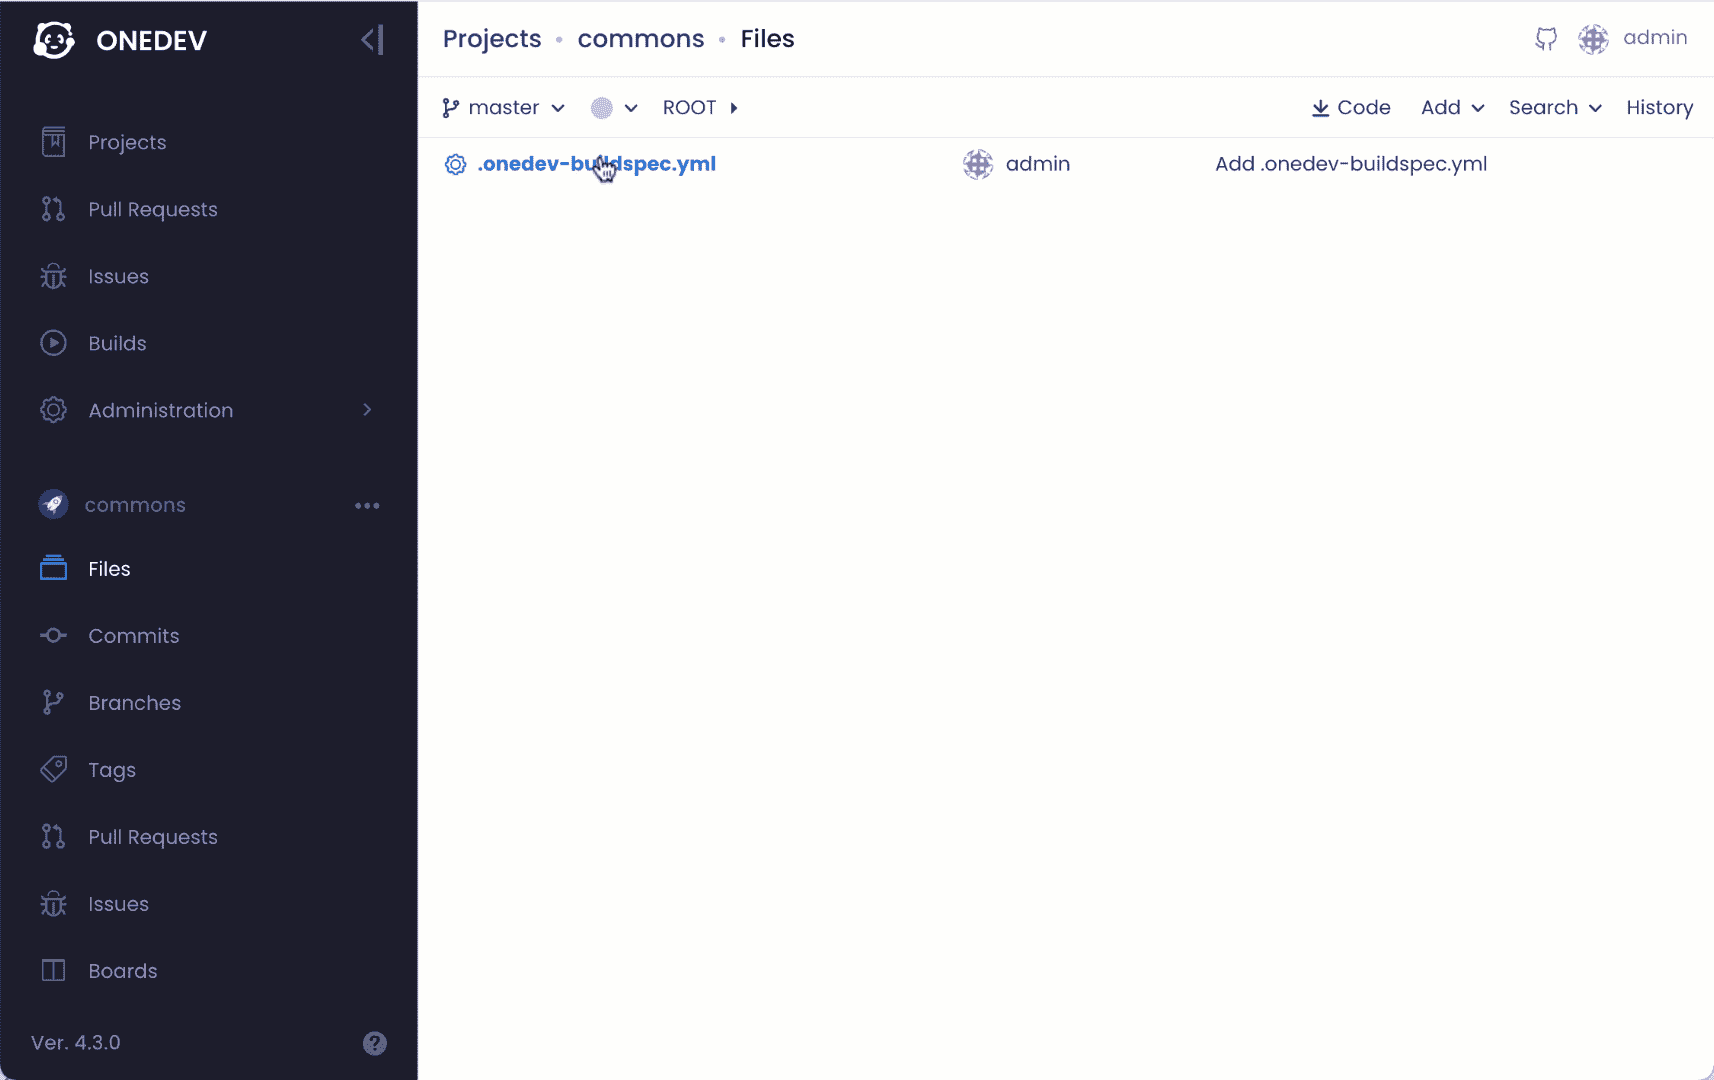 ONEDEV
Projects
Pull Requests
Issues
Builds
Administration
commons
Files
Commits
Branches
Tags
Pull Requests
Issues
Boards
Ver. 4.3.0
?
Projects commons Files
admin
master ROOT Code Add Search History
.onedev-buildspec.yml admin Add .onedev-buildspec.yml